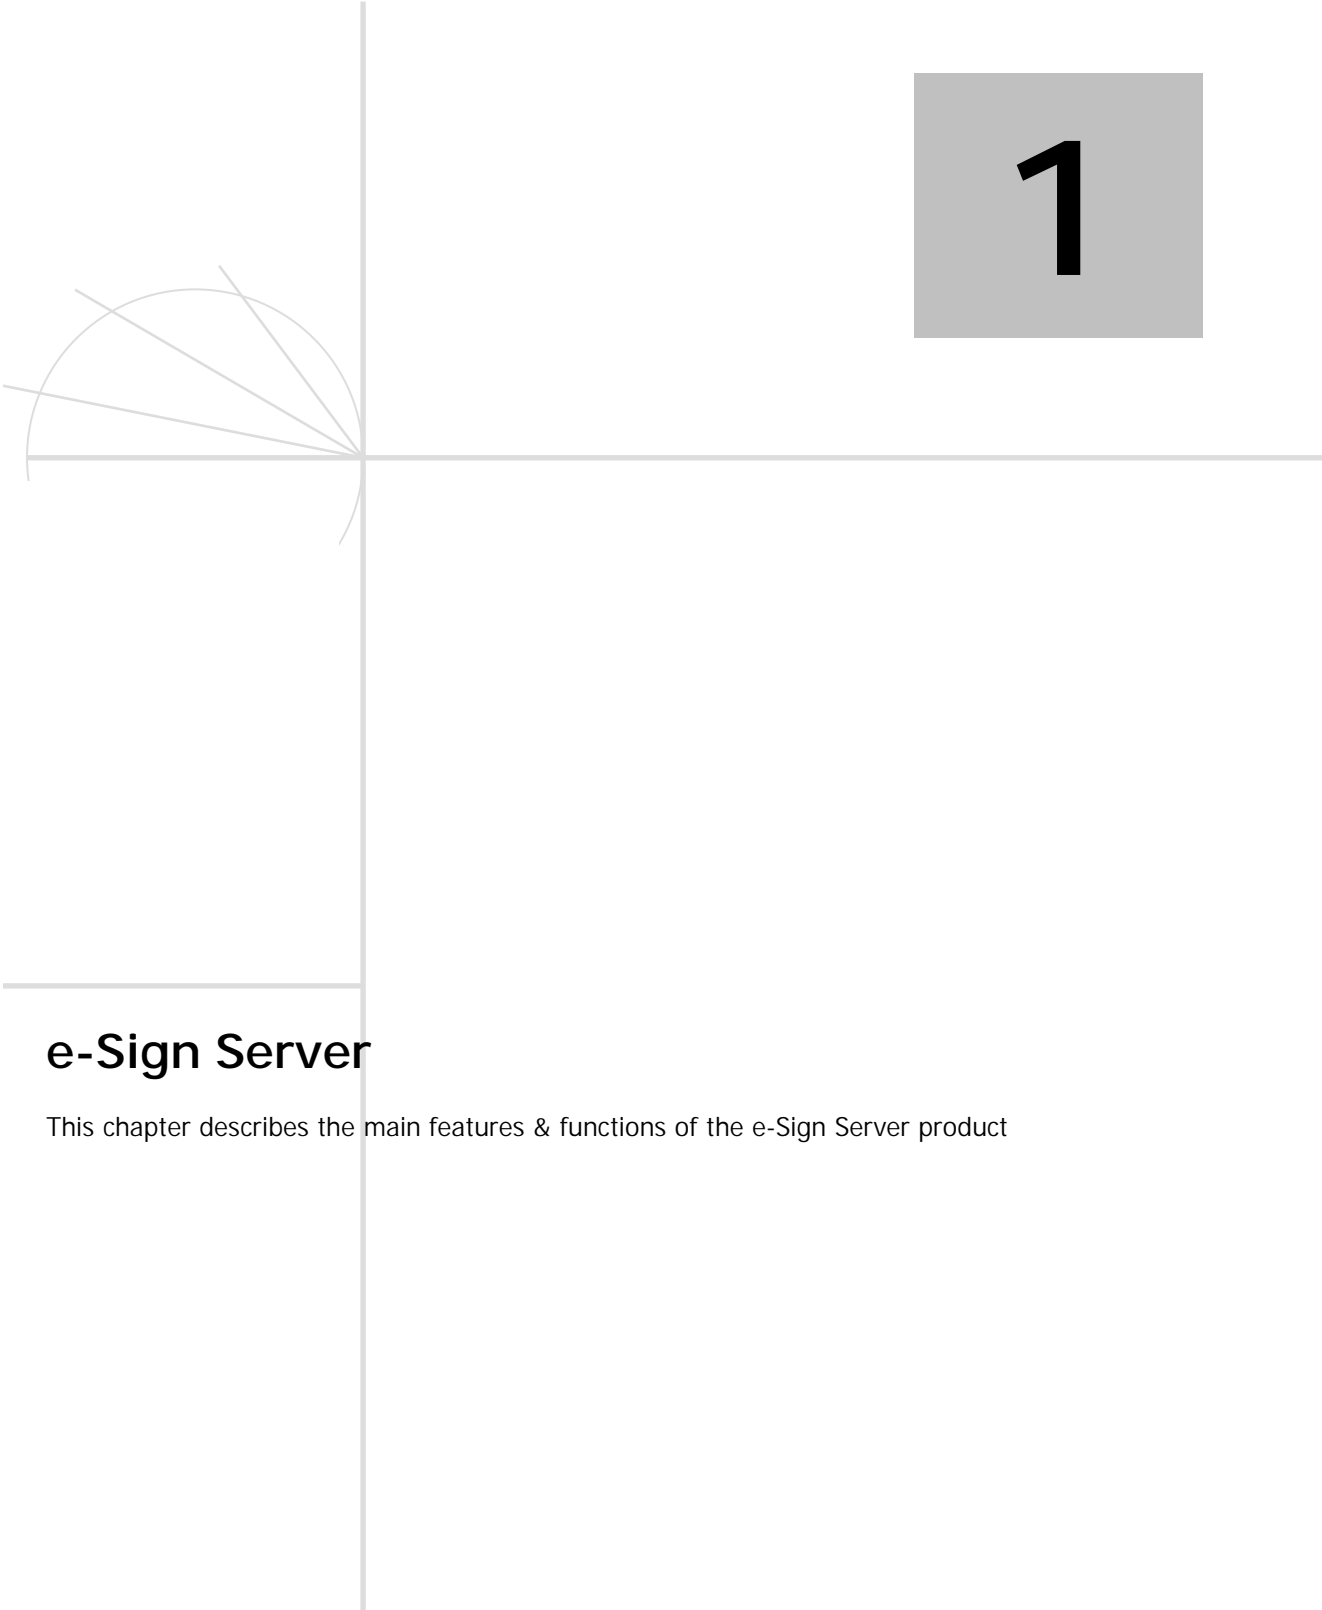 1
e-Sign Server
This chapter describes the main features & functions of the e-Sign Server product